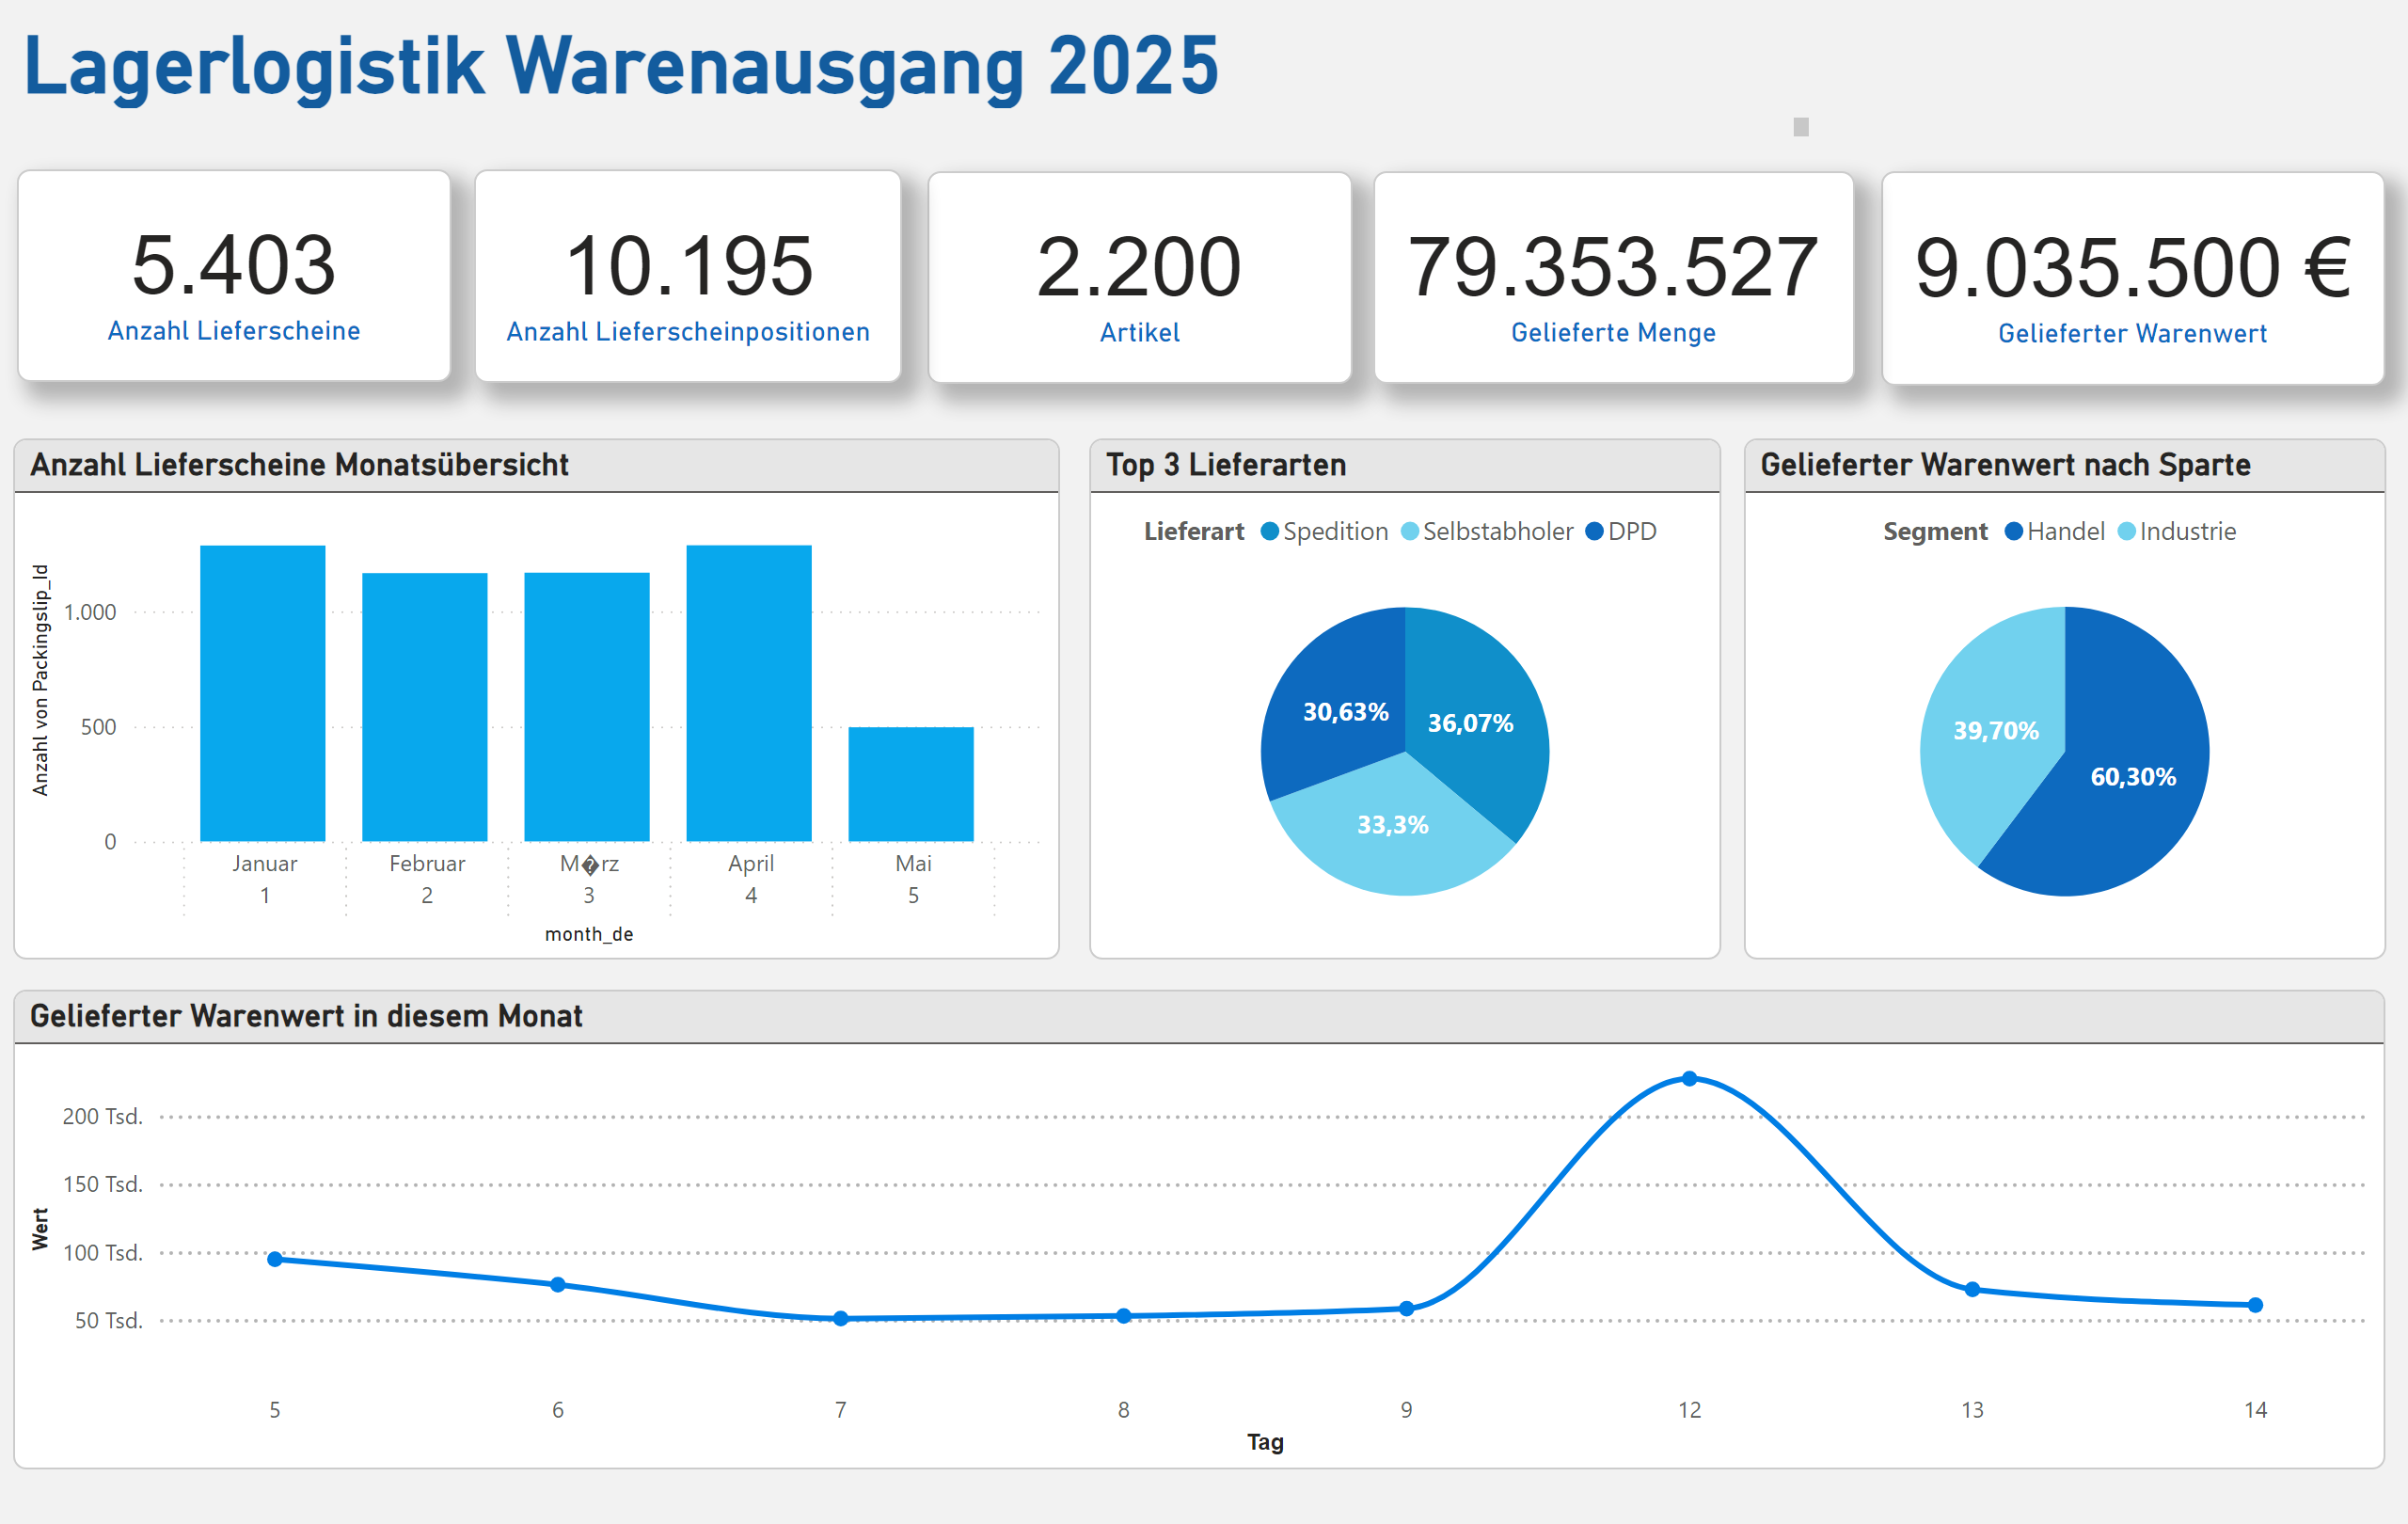 Lagerlogistik Warenausgang 2025
5.403
Anzahl Lieferscheine
10.195
Anzahl Lieferscheinpositionen
2.200
Artikel
79.353.527
Gelieferte Menge
9.035.500 €
Gelieferter Warenwert
Anzahl Lieferscheine Monatsübersicht
Anzahl von Packingslip_Id
1.000
500
0
Januar
Februar
M�rz
April
Mai
1
2
3
4
5
month_de
Top 3 Lieferarten
Lieferart Spedition Selbstabholer DPD
30,63%
36,07%
33,3%
Gelieferter Warenwert nach Sparte
Segment Handel Industrie
39,70%
60,30%
Gelieferter Warenwert in diesem Monat
Wert
200 Tsd.
150 Tsd.
100 Tsd.
50 Tsd.
5
6
7
8
9
12
13
14
Tag